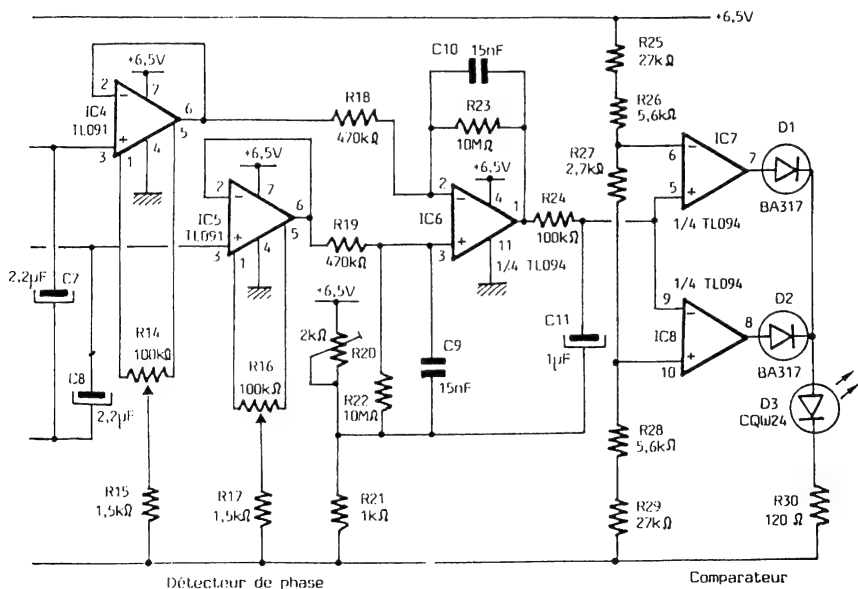 +6,5V
C10 15nF
R25
27kΩ
+6,5V
2
7
IC4
TL091
6
5
3
1
4
R18
470kΩ
R23
10MΩ
R26
5,6kΩ
IC7
D1
6
7
5
BA317
1/4 TL094
R27
2,7kΩ
+6,5V
2
7
IC5
TL091
6
5
3
1
4
+6,5V
2
4
IC6
1
3
11
1/4 TL094
R24
100kΩ
R19
470kΩ
1/4 TL094
9
IC8
8
10
D2
BA317
2,2µF
C7
+6,5V
2kΩ
R20
C9
15nF
C11
1µF
R14
100kΩ
R16
100kΩ
R22
10MΩ
C8
2,2µF
D3
CQW24
R28
5,6kΩ
R15
1,5kΩ
R17
1,5kΩ
R21
1kΩ
R29
27kΩ
R30
120 Ω
Détecteur de phase
Comparateur